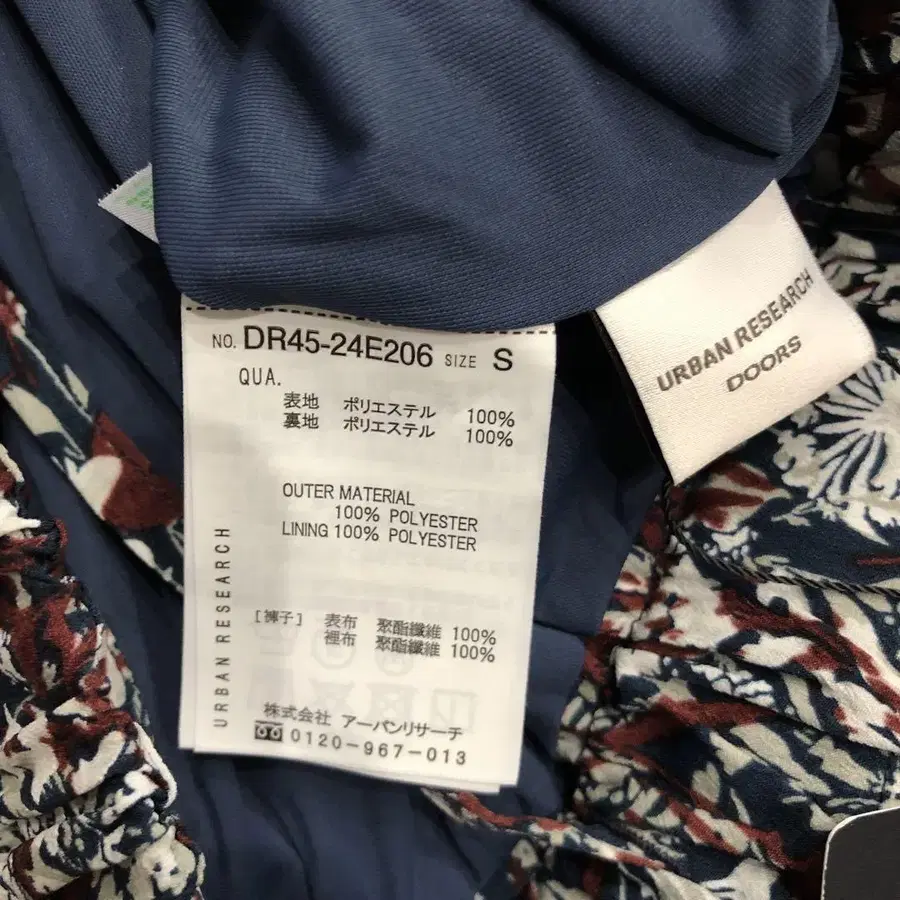 NO. DR45-24E206 SIZE S
QUA.
表地 ポリエステル 100%
裏地 ポリエステル 100%
OUTER MATERIAL
100% POLYESTER
LINING 100% POLYESTER
[褲子] 表布 聚酯纖維 100%
裡布 聚酯纖維 100%
株式会社 アーバンリサーチ
0120-967-013
URBAN RESEARCH
URBAN RESEARCH
DOORS